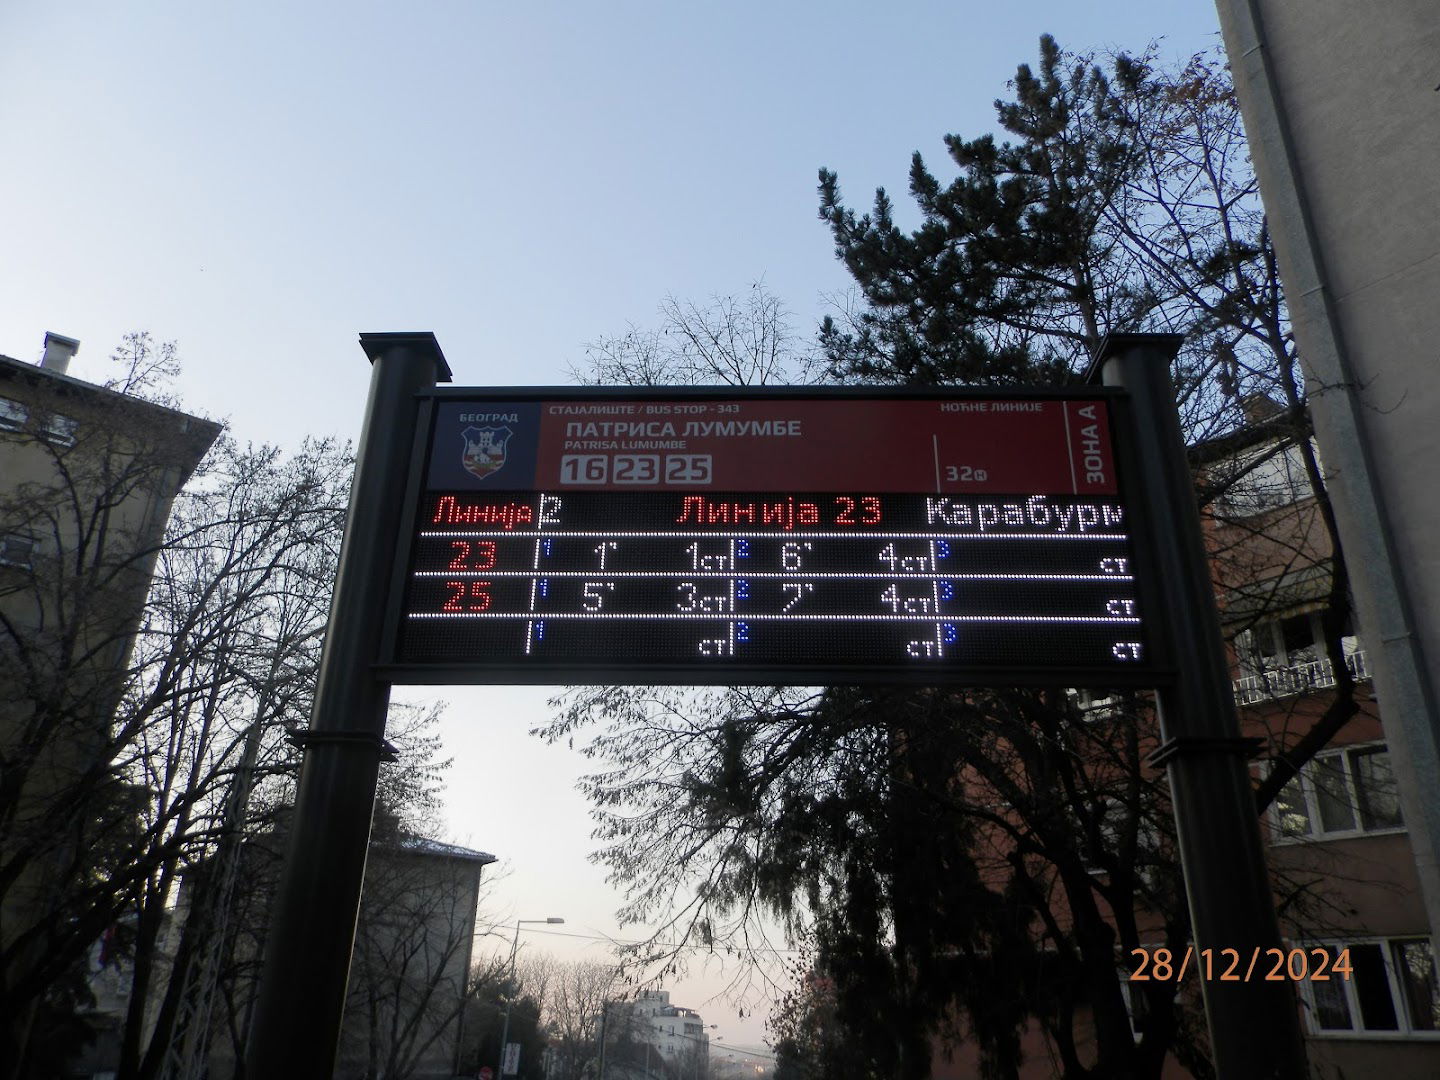 БЕОГРАД
СТАЈАЛИШТЕ / BUS STOP - 343
ПАТРИСА ЛУМУМБЕ
PATRISA LUMUMBE
16 23 25
НОЋНЕ ЛИНИЈЕ
32Н
ЗОНА А
Линија 2 Линија 23 Карабурм
23 1 1' 1ст 2 6' 4ст 3 ст
25 1 5' 3ст 2 7' 4ст 3 ст
1 ст 2 ст 3 ст
28/12/2024